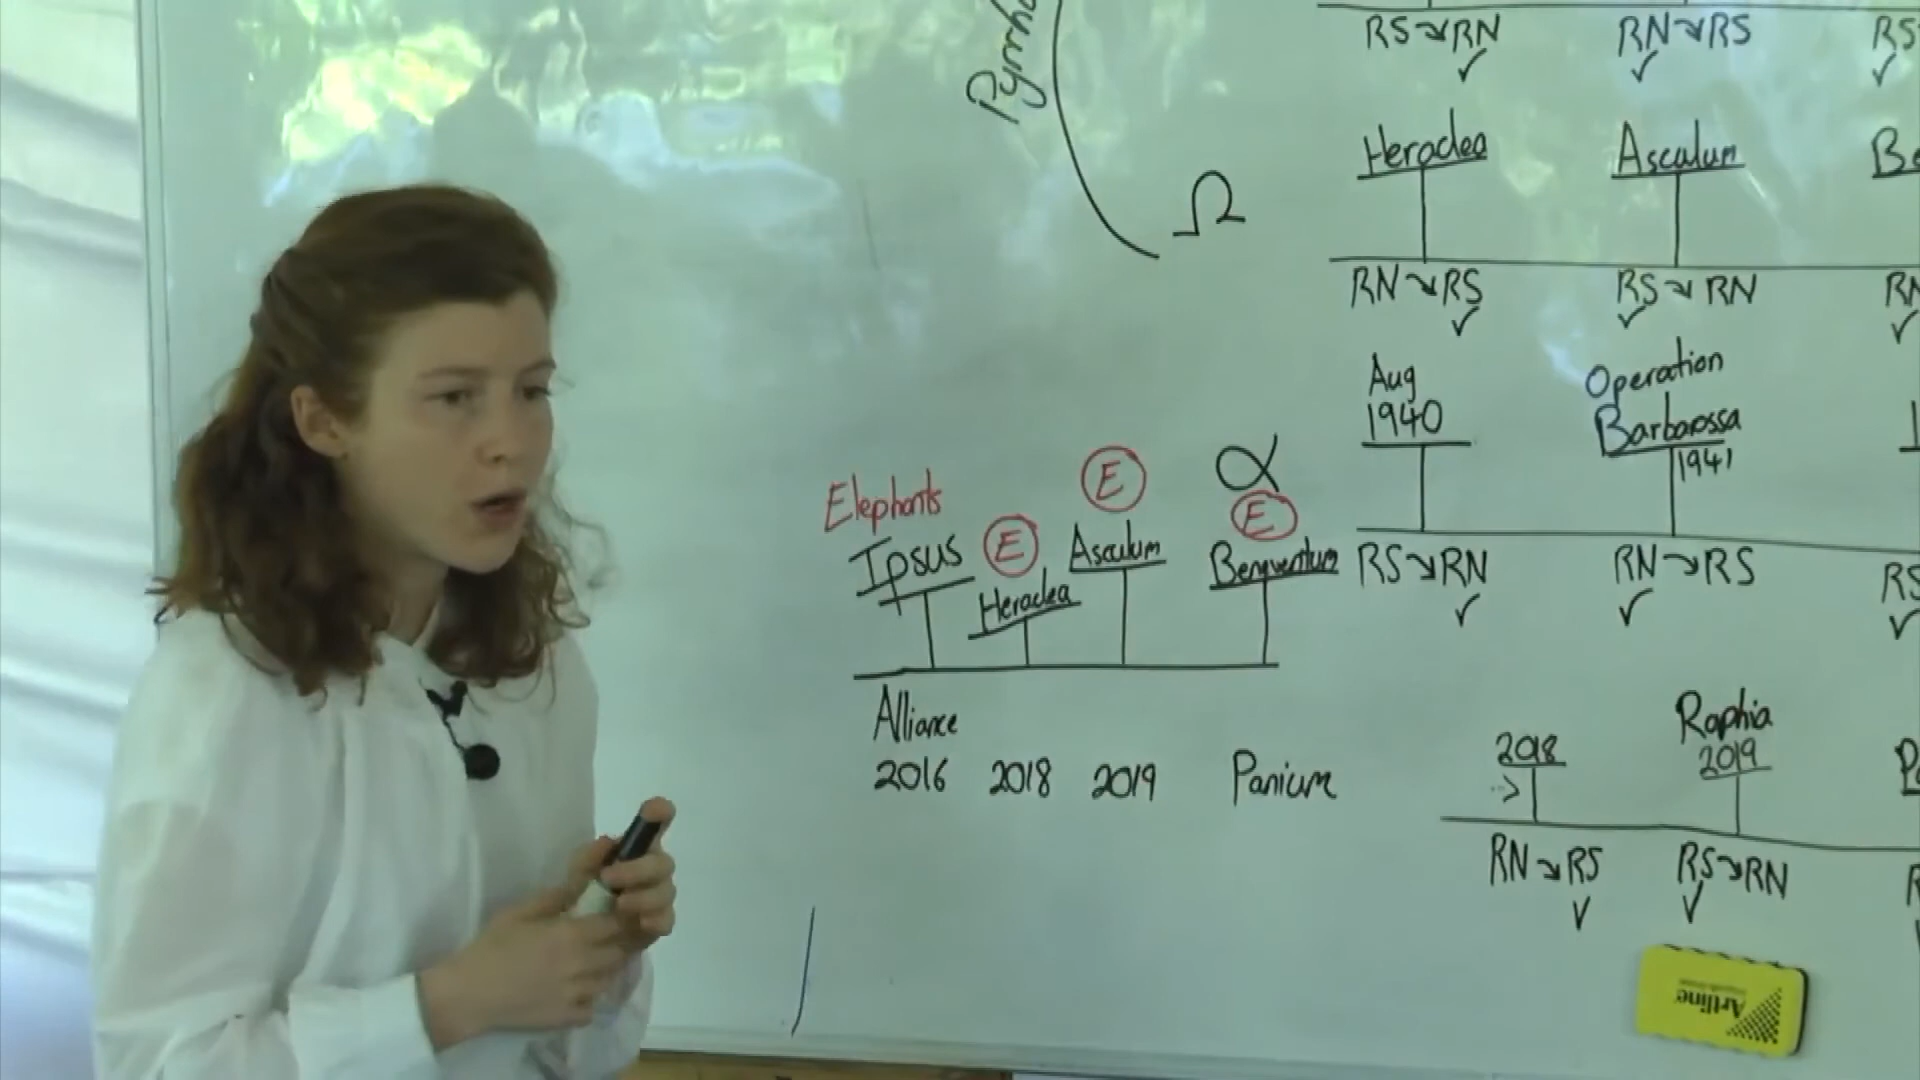 Pyrrh
Ω
RS → RN
✓
RN → RS
✓
RS
✓
Heraclea
Asculum
Be
RN → RS
✓
RS → RN
✓
RN
✓
Aug
1940
Operation
Barbarossa
1941
RS → RN
✓
RN → RS
✓
RS
✓
Elephants
E
E
α
E
Ipsus
Heraclea
Asculum
Beneventum
Alliance
2016
2018
2019
Panium
2018
Raphia
2019
RN → RS
✓
RS → RN
✓
Artline